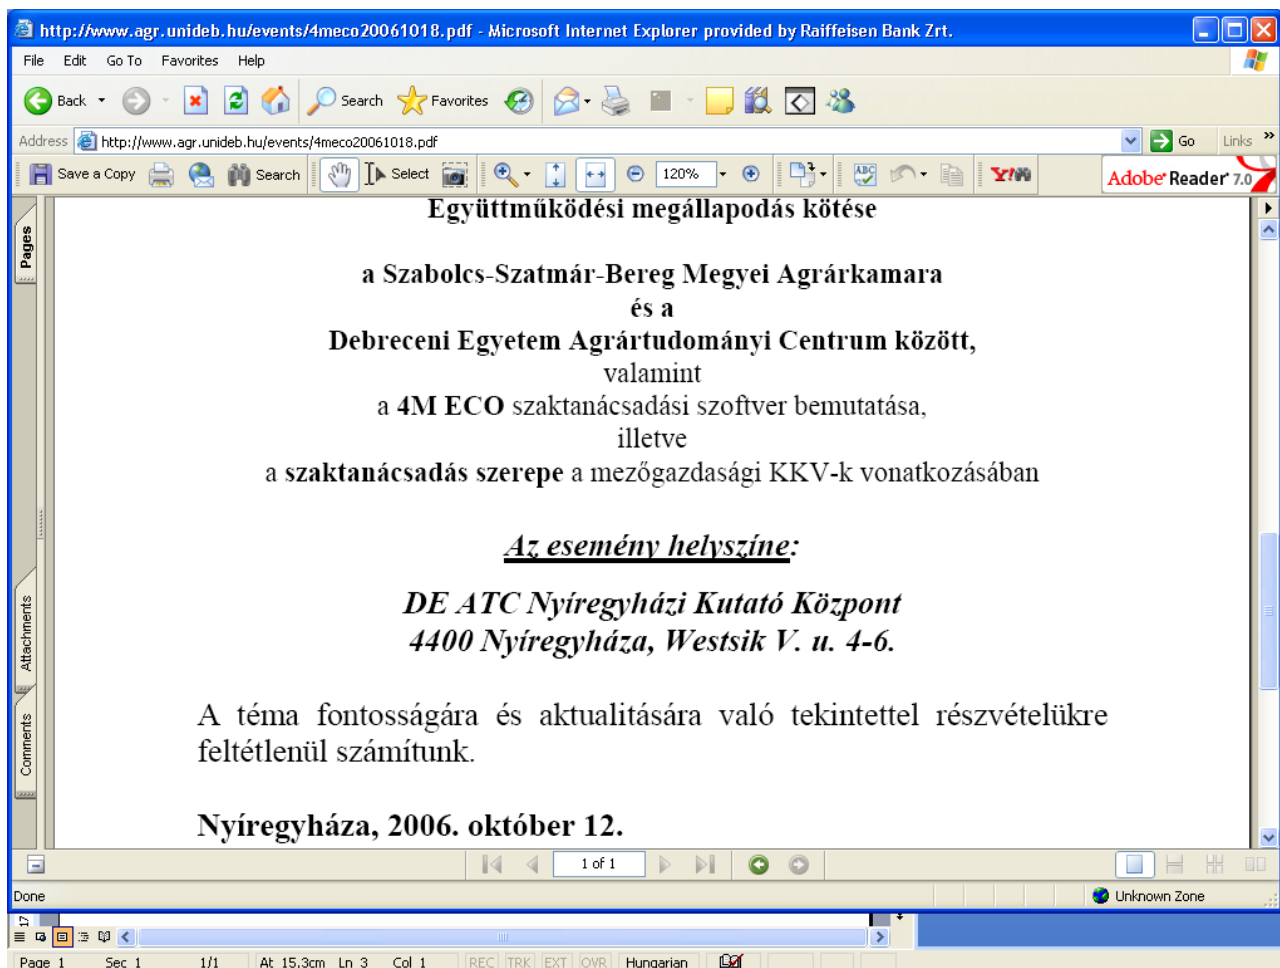 http://www.agr.unideb.hu/events/4meco20061018.pdf - Microsoft Internet Explorer provided by Raiffeisen Bank Zrt.
File Edit Go To Favorites Help
Back Search Favorites
Address http://www.agr.unideb.hu/events/4meco20061018.pdf Go Links »
Save a Copy Search Select 120% ABC Y! Adobe Reader 7.0
Pages
Attachments
Comments
Együttműködési megállapodás kötése
a Szabolcs-Szatmár-Bereg Megyei Agrárkamara
és a
Debreceni Egyetem Agrártudományi Centrum között,
valamint
a 4M ECO szaktanácsadási szoftver bemutatása,
illetve
a szaktanácsadás szerepe a mezőgazdasági KKV-k vonatkozásában
Az esemény helyszíne:
DE ATC Nyíregyházi Kutató Központ
4400 Nyíregyháza, Westsik V. u. 4-6.
A téma fontosságára és aktualitására való tekintettel részvételükre
feltétlenül számítunk.
Nyíregyháza, 2006. október 12.
1 of 1
Done Unknown Zone
17
Page 1 Sec 1 1/1 At 15.3cm Ln 3 Col 1 REC TRK EXT OVR Hungarian